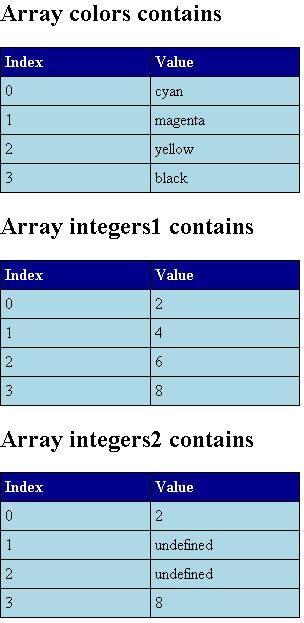 Array colors contains
Index Value
0 cyan
1 magenta
2 yellow
3 black
Array integers1 contains
Index Value
0 2
1 4
2 6
3 8
Array integers2 contains
Index Value
0 2
1 undefined
2 undefined
3 8